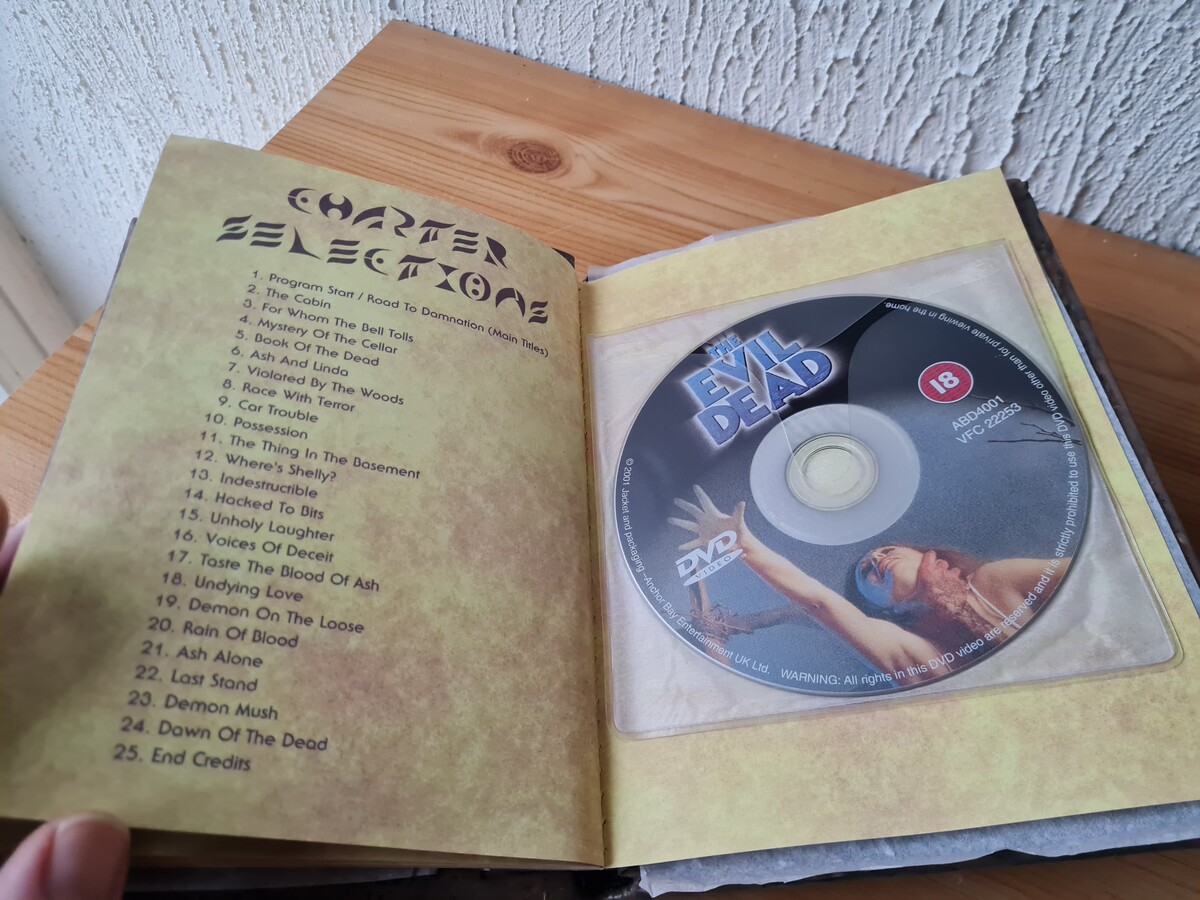 CHAPTER
SELECTIONS
1. Program Start / Road To Damnation (Main Titles)
2. The Cabin
3. For Whom The Bell Tolls
4. Mystery Of The Cellar
5. Book Of The Dead
6. Ash And Linda
7. Violated By The Woods
8. Race With Terror
9. Car Trouble
10. Possession
11. The Thing In The Basement
12. Where's Shelly?
13. Indestructible
14. Hacked To Bits
15. Unholy Laughter
16. Voices Of Deceit
17. Taste The Blood Of Ash
18. Undying Love
19. Demon On The Loose
20. Rain Of Blood
21. Ash Alone
22. Last Stand
23. Demon Mush
24. Dawn Of The Dead
25. End Credits
THE
EVIL
DEAD
18
ABD4001
VFC 22253
DVD
VIDEO
© 2001 Jacket and packaging –Anchor Bay Entertainment UK Ltd. WARNING: All rights in this DVD video are reserved and it is strictly prohibited to use this DVD video other than for private viewing in the home.